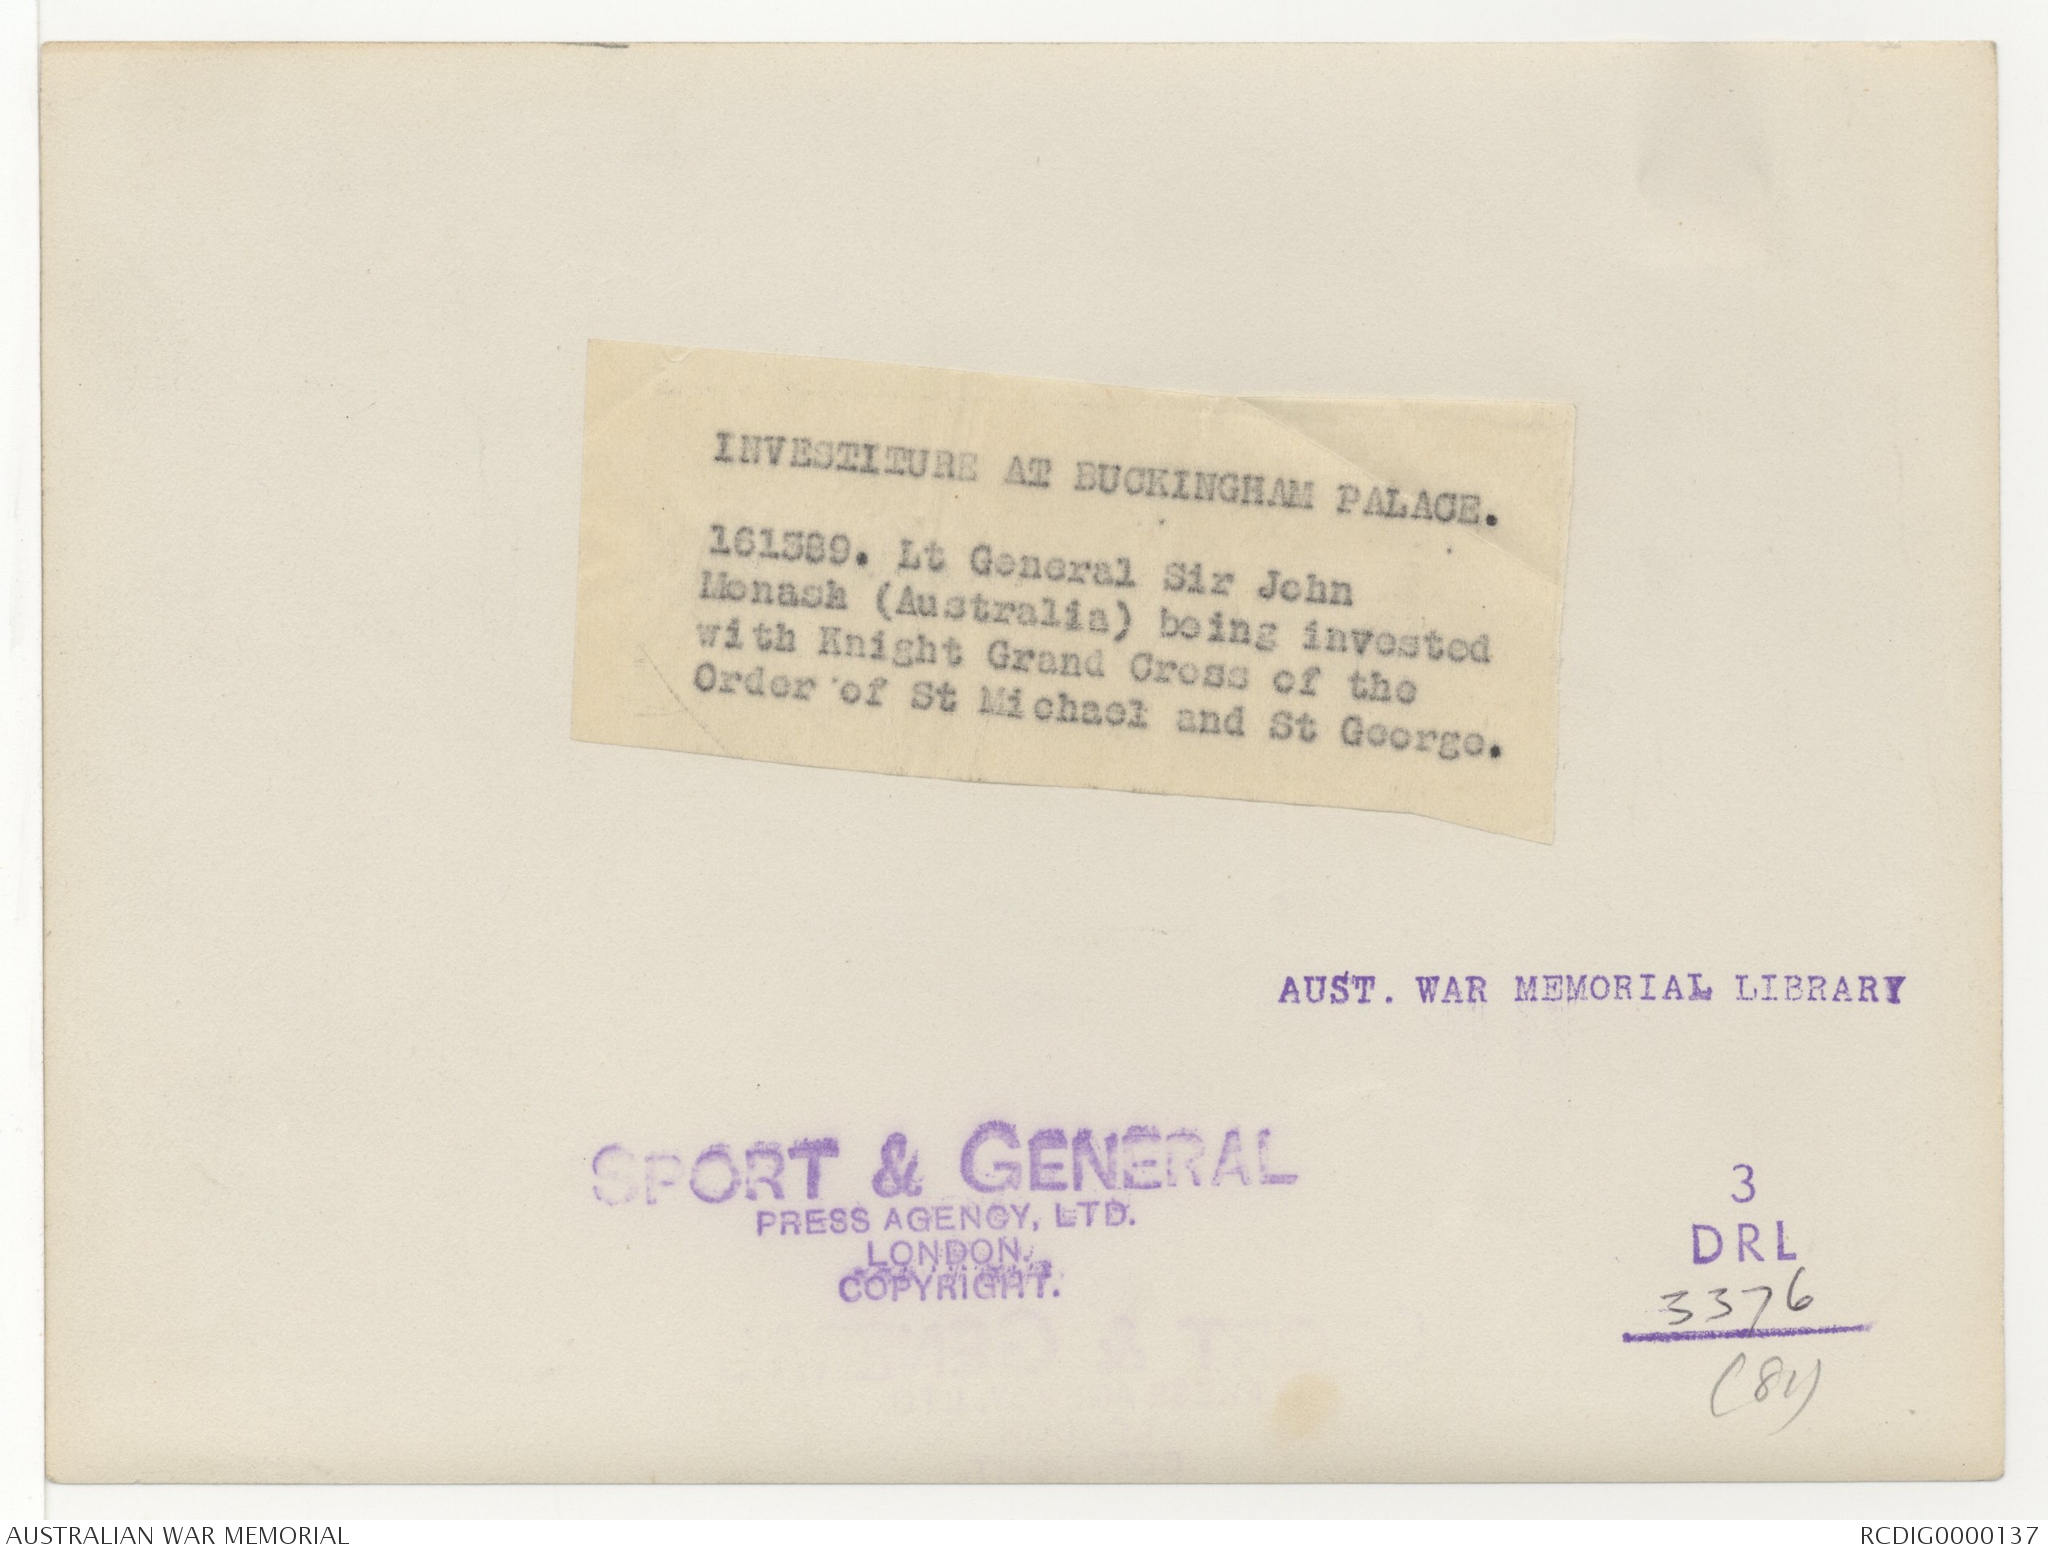 INVESTITURE AT BUCKINGHAM PALACE.
161389. Lt General Sir John
Monash (Australia) being invested
with Knight Grand Cross of the
Order of St Michael and St George.
AUST. WAR MEMORIAL LIBRARY
SPORT & GENERAL
PRESS AGENCY, LTD.
LONDON.
COPYRIGHT.
3
DRL
3376
AUSTRALIAN WAR MEMORIAL
RCDIG0000137